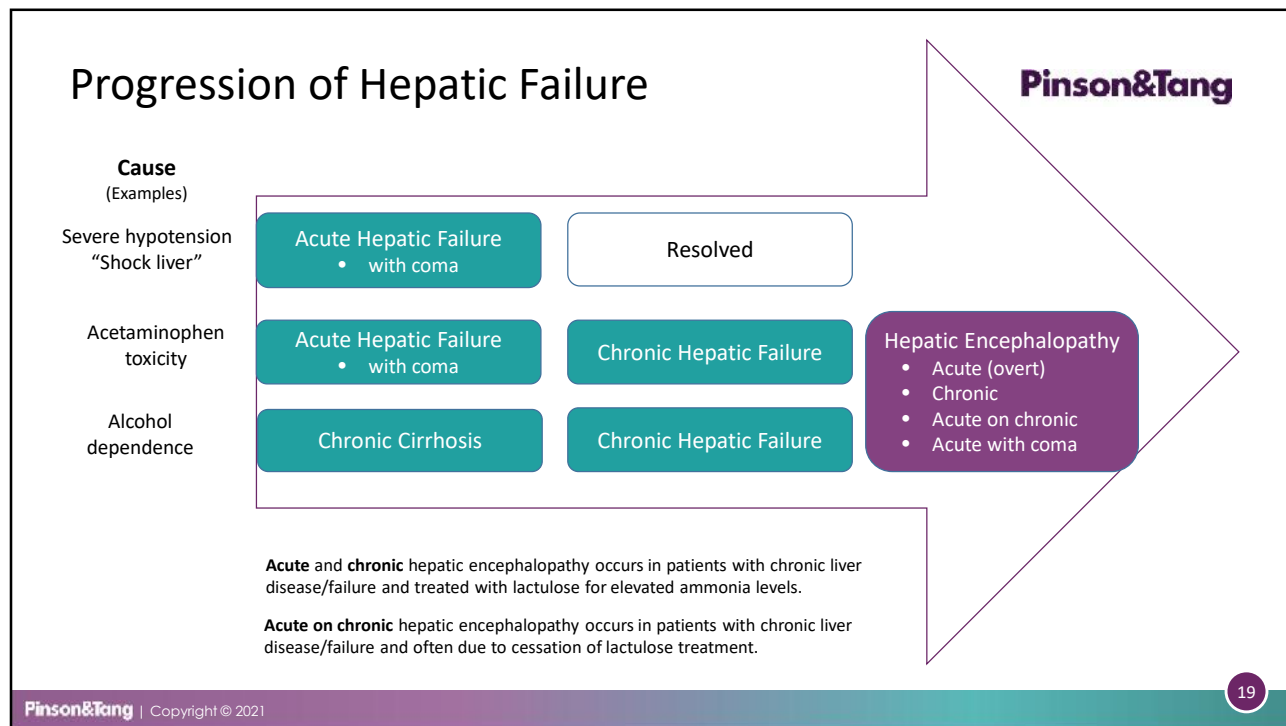 Progression of Hepatic Failure
Pinson&Tang
Cause
(Examples)
Severe hypotension
“Shock liver”
Acute Hepatic Failure
• with coma
Resolved
Acetaminophen
toxicity
Acute Hepatic Failure
• with coma
Chronic Hepatic Failure
Alcohol
dependence
Chronic Cirrhosis
Chronic Hepatic Failure
Hepatic Encephalopathy
• Acute (overt)
• Chronic
• Acute on chronic
• Acute with coma
Acute and chronic hepatic encephalopathy occurs in patients with chronic liver
disease/failure and treated with lactulose for elevated ammonia levels.
Acute on chronic hepatic encephalopathy occurs in patients with chronic liver
disease/failure and often due to cessation of lactulose treatment.
19
Pinson&Tang | Copyright © 2021